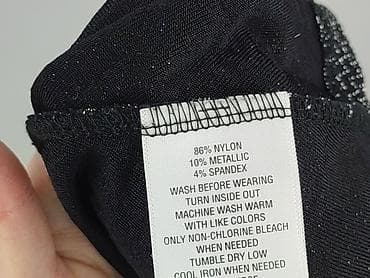 86% NYLON
10% METALLIC
4% SPANDEX
WASH BEFORE WEARING
TURN INSIDE OUT
MACHINE WASH WARM
WITH LIKE COLORS
ONLY NON-CHLORINE BLEACH
WHEN NEEDED
TUMBLE DRY LOW
COOL IRON WHEN NEEDED